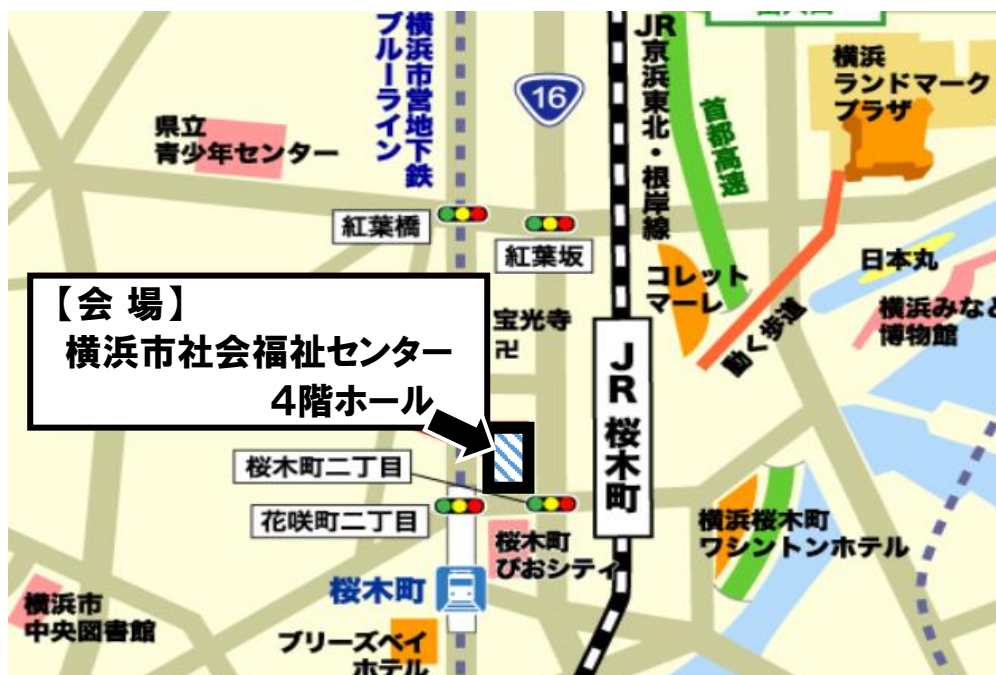 横浜市営地下鉄
ブルーライン
16
JR京浜東北・根岸線
首都高速
横浜
ランドマーク
プラザ
県立
青少年センター
紅葉橋
紅葉坂
コレット
マーレ
日本丸
横浜みなと
博物館
動く歩道
【会 場】
横浜市社会福祉センター
4階ホール
宝光寺
卍
JR 桜木町
桜木町二丁目
花咲町二丁目
桜木町
ぴおシティ
横浜桜木町
ワシントンホテル
桜木町
横浜市
中央図書館
ブリーズベイ
ホテル